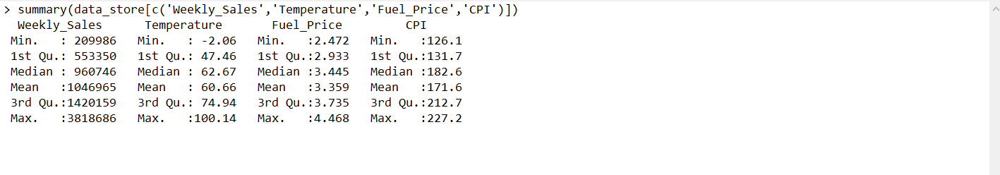 > summary(data_store[c('Weekly_Sales','Temperature','Fuel_Price','CPI')])
  Weekly_Sales      Temperature       Fuel_Price         CPI       
 Min.   : 209986   Min.   : -2.06   Min.   :2.472   Min.   :126.1  
 1st Qu.: 553350   1st Qu.: 47.46   1st Qu.:2.933   1st Qu.:131.7  
 Median : 960746   Median : 62.67   Median :3.445   Median :182.6  
 Mean   :1046965   Mean   : 60.66   Mean   :3.359   Mean   :171.6  
 3rd Qu.:1420159   3rd Qu.: 74.94   3rd Qu.:3.735   3rd Qu.:212.7  
 Max.   :3818686   Max.   :100.14   Max.   :4.468   Max.   :227.2